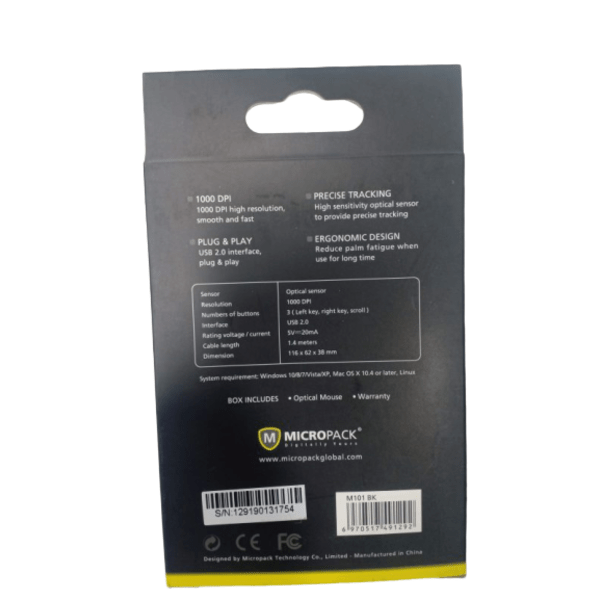 1000 DPI
1000 DPI high resolution,
smooth and fast
PRECISE TRACKING
High sensitivity optical sensor
to provide precise tracking
PLUG & PLAY
USB 2.0 interface,
plug & play
ERGONOMIC DESIGN
Reduce palm fatigue when
use for long time
Sensor Optical sensor
Resolution 1000 DPI
Numbers of buttons 3 ( Left key, right key, scroll )
Interface USB 2.0
Rating voltage / current 5V⎓20mA
Cable length 1.4 meters
Dimension 116 x 62 x 38 mm
System requirement: Windows 10/8/7/Vista/XP, Mac OS X 10.4 or later, Linus
BOX INCLUDES • Optical Mouse • Warranty
M MICROPACK®
Digitally Yours
www.micropackglobal.com
S/N:129190131754
M101 BK
6 970517 491292
CE FC
Designed by Micropack Technology Co., Limited - Manufactured in China